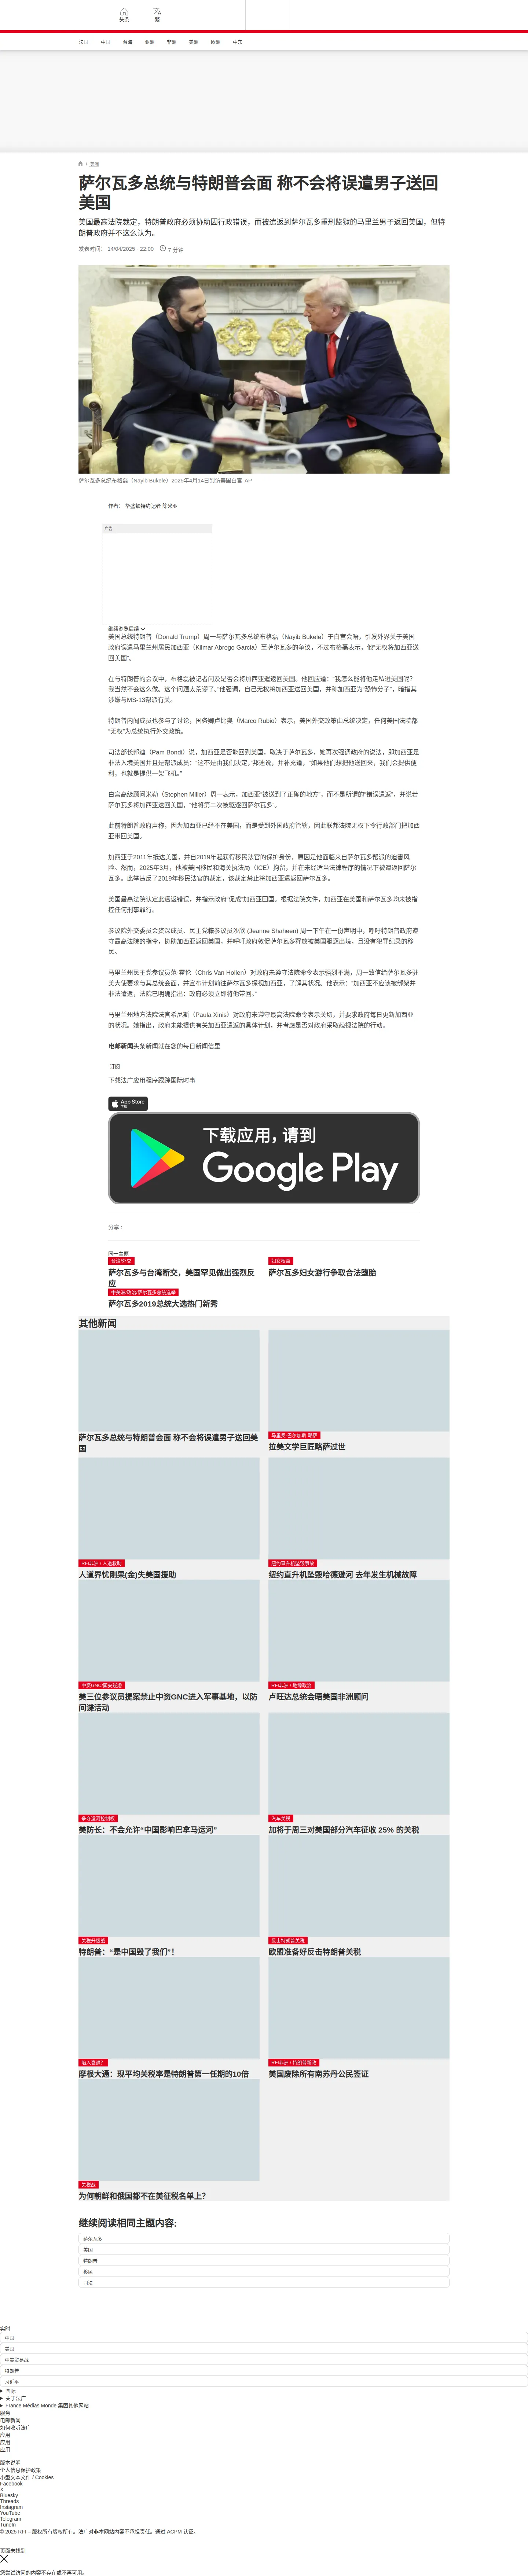 头条
繁
法国
中国
台海
亚洲
非洲
美洲
欧洲
中东
/ 美洲
萨尔瓦多总统与特朗普会面 称不会将误遣男子送回
美国
美国最高法院裁定，特朗普政府必须协助因行政错误，而被遣返到萨尔瓦多重刑监狱的马里兰男子返回美国，但特
朗普政府并不这么认为。
发表时间： 14/04/2025 - 22:00
7 分钟
萨尔瓦多总统布格磊（Nayib Bukele）2025年4月14日到访美国白宫 AP
作者： 华盛顿特约记者 陈米亚
广告
继续浏览后续
美国总统特朗普（Donald Trump）周一与萨尔瓦多总统布格磊（Nayib Bukele）于白宫会晤，引发外界关于美国
政府误遣马里兰州居民加西亚（Kilmar Abrego Garcia）至萨尔瓦多的争议，不过布格磊表示，他“无权将加西亚送
回美国”。
在与特朗普的会议中，布格磊被记者问及是否会将加西亚遣返回美国。他回应道：“我怎么能将他走私进美国呢？
我当然不会这么做。这个问题太荒谬了。”他强调，自己无权将加西亚送回美国，并称加西亚为“恐怖分子”，暗指其
涉嫌与MS-13帮派有关。
特朗普内阁成员也参与了讨论。国务卿卢比奥（Marco Rubio）表示，美国外交政策由总统决定，任何美国法院都
“无权”为总统执行外交政策。
司法部长邦迪（Pam Bondi）说，加西亚是否能回到美国，取决于萨尔瓦多，她再次强调政府的说法，即加西亚是
非法入境美国并且是帮派成员：“这不是由我们决定。”邦迪说，并补充道，“如果他们想把他送回来，我们会提供便
利，也就是提供一架飞机。”
白宫高级顾问米勒（Stephen Miller）周一表示，加西亚“被送到了正确的地方”，而不是所谓的“错误遣返”，并说若
萨尔瓦多将加西亚送回美国，“他将第二次被驱逐回萨尔瓦多”。
此前特朗普政府声称，因为加西亚已经不在美国，而是受到外国政府管辖，因此联邦法院无权下令行政部门把加西
亚带回美国。
加西亚于2011年抵达美国，并自2019年起获得移民法官的保护身份，原因是他面临来自萨尔瓦多帮派的迫害风
险。然而，2025年3月，他被美国移民和海关执法局（ICE）拘留，并在未经适当法律程序的情况下被遣返回萨尔
瓦多。此举违反了2019年移民法官的裁定，该裁定禁止将加西亚遣返回萨尔瓦多。
美国最高法院认定此遣返错误，并指示政府“促成”加西亚回国。根据法院文件，加西亚在美国和萨尔瓦多均未被指
控任何刑事罪行。
参议院外交委员会资深成员、民主党籍参议员沙欣 (Jeanne Shaheen) 周一下午在一份声明中，呼吁特朗普政府遵
守最高法院的指令，协助加西亚返回美国，并呼吁政府敦促萨尔瓦多释放被美国驱逐出境，且没有犯罪纪录的移
民。
马里兰州民主党参议员范·霍伦（Chris Van Hollen）对政府未遵守法院命令表示强烈不满，周一致信给萨尔瓦多驻
美大使要求与其总统会面，并宣布计划前往萨尔瓦多探视加西亚，了解其状况。他表示：“加西亚不应该被绑架并
非法遣返，法院已明确指出：政府必须立即将他带回。”
马里兰州地方法院法官希尼斯（Paula Xinis）对政府未遵守最高法院命令表示关切，并要求政府每日更新加西亚
的状况。她指出，政府未能提供有关加西亚遣返的具体计划，并考虑是否对政府采取藐视法院的行动。
电邮新闻头条新闻就在您的每日新闻信里
订阅
下载法广应用程序跟踪国际时事
App Store
下载
下载应用，请到
Google Play
分享 :
同一主题
台湾/外交
萨尔瓦多与台湾断交，美国罕见做出强烈反
应
妇女权益
萨尔瓦多妇女游行争取合法堕胎
中美洲/政治/萨尔瓦多总统选举
萨尔瓦多2019总统大选热门新秀
其他新闻
萨尔瓦多总统与特朗普会面 称不会将误遣男子送回美
国
马里奥·巴尔加斯·略萨
拉美文学巨匠略萨过世
RFI非洲 / 人道救助
人道界忧刚果(金)失美国援助
纽约直升机坠毁事故
纽约直升机坠毁哈德逊河 去年发生机械故障
中资GNC/国安疑虑
美三位参议员提案禁止中资GNC进入军事基地，以防
间谍活动
RFI非洲 / 地缘政治
卢旺达总统会晤美国非洲顾问
争夺运河控制权
美防长：不会允许“中国影响巴拿马运河”
汽车关税
加将于周三对美国部分汽车征收 25% 的关税
关税升级战
特朗普：“是中国毁了我们”！
反击特朗普关税
欧盟准备好反击特朗普关税
陷入衰退?
摩根大通：现平均关税率是特朗普第一任期的10倍
RFI非洲 / 特朗普新政
美国废除所有南苏丹公民签证
关税战
为何朝鲜和俄国都不在美征税名单上？
继续阅读相同主题内容:
萨尔瓦多
美国
特朗普
移民
司法
实时
中国
美国
中美贸易战
特朗普
习近平
国际
关于法广
France Médias Monde 集团其他网站
服务
电邮新闻
如何收听法广
应用
应用
应用
版本说明
个人信息保护政策
小型文本文件 / Cookies
Facebook
X
Bluesky
Threads
Instagram
YouTube
Telegram
TuneIn
© 2025 RFI – 版权所有版权所有。法广对非本网站内容不承担责任。通过 ACPM 认证。
页面未找到
您尝试访问的内容不存在或不再可用。